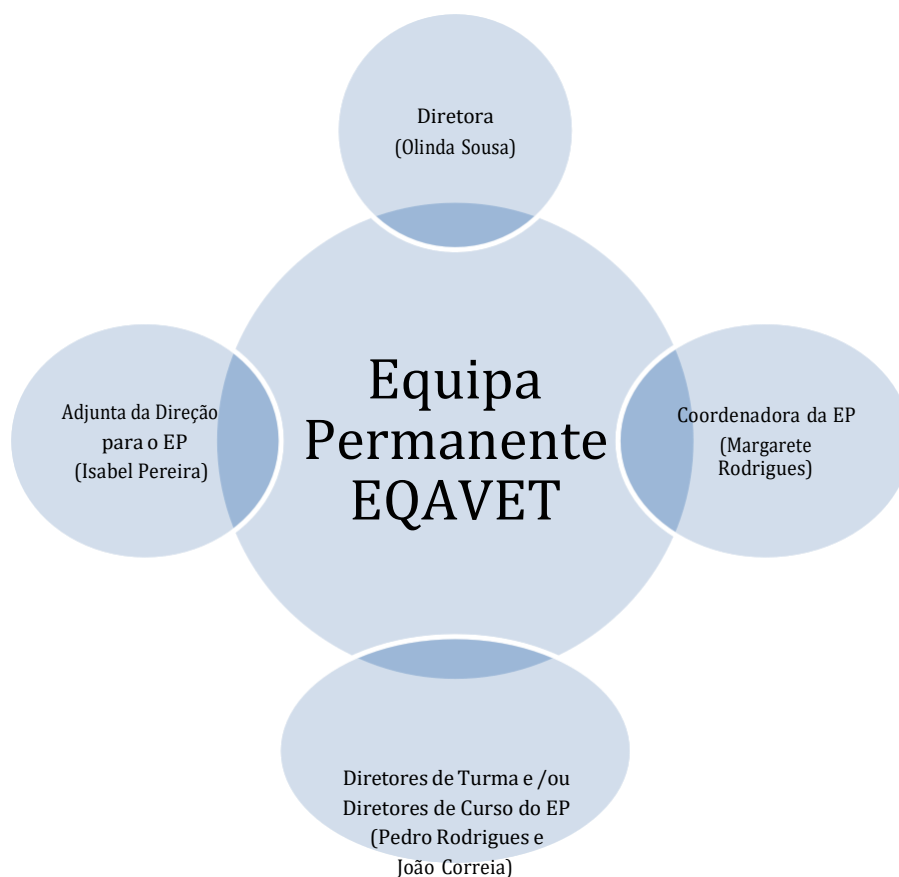 Diretora
(Olinda Sousa)
Equipa
Permanente
EQAVET
Adjunta da Direção
para o EP
(Isabel Pereira)
Coordenadora da EP
(Margarete
Rodrigues)
Diretores de Turma e /ou
Diretores de Curso do EP
(Pedro Rodrigues e
João Correia)